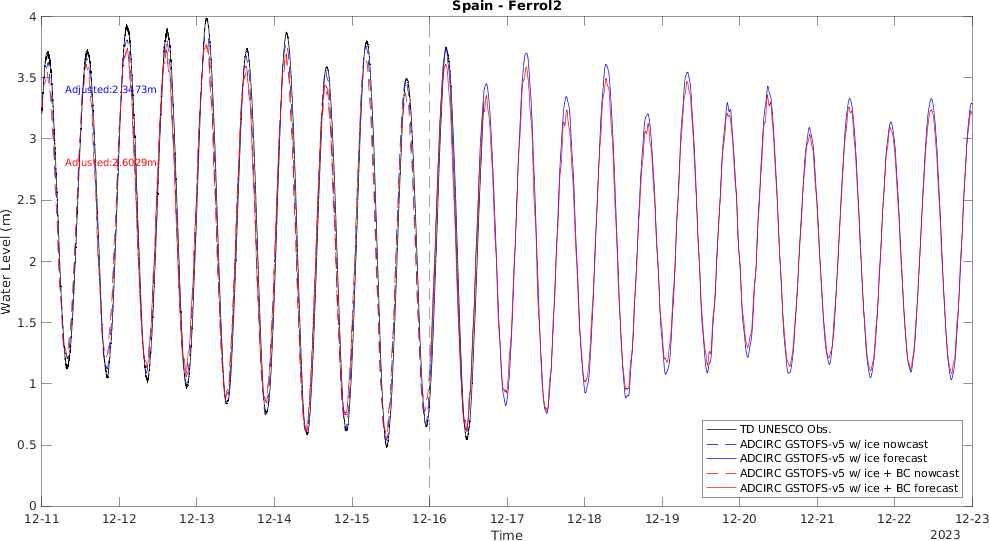 Spain - Ferrol2
4
3.5
3
2.5
2
1.5
1
0.5
0
Water Level (m)
Adjusted:2.3473m
Adjusted:2.6029m
TD UNESCO Obs.
ADCIRC GSTOFS-v5 w/ ice nowcast
ADCIRC GSTOFS-v5 w/ ice forecast
ADCIRC GSTOFS-v5 w/ ice + BC nowcast
ADCIRC GSTOFS-v5 w/ ice + BC forecast
12-11 12-12 12-13 12-14 12-15 12-16 12-17 12-18 12-19 12-20 12-21 12-22 12-23
Time
2023